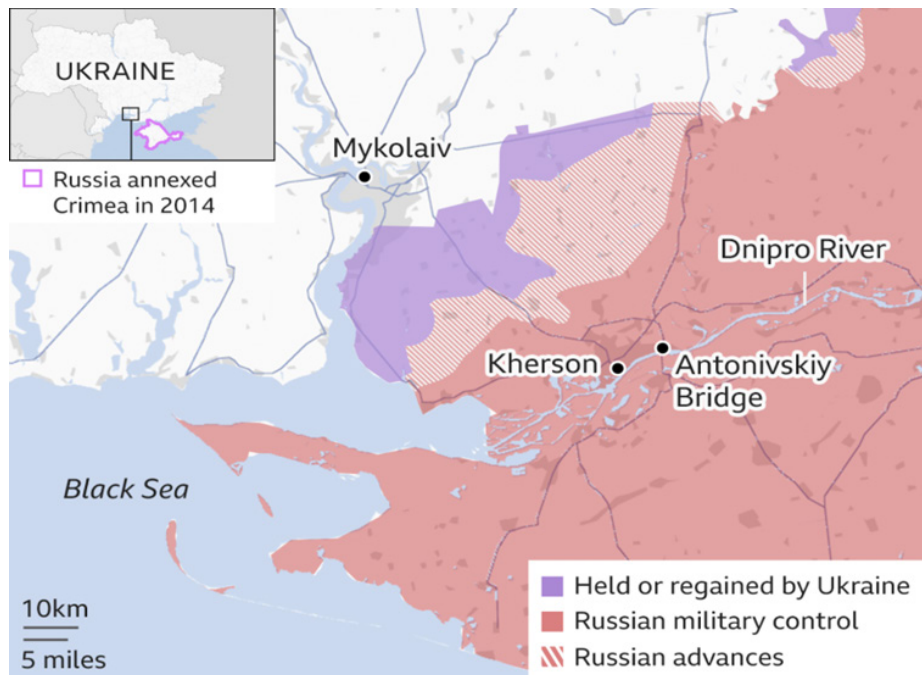 UKRAINE
Russia annexed
Crimea in 2014
Mykolaiv
Dnipro River
Kherson
Antonivskiy
Bridge
Black Sea
10km
5 miles
Held or regained by Ukraine
Russian military control
Russian advances